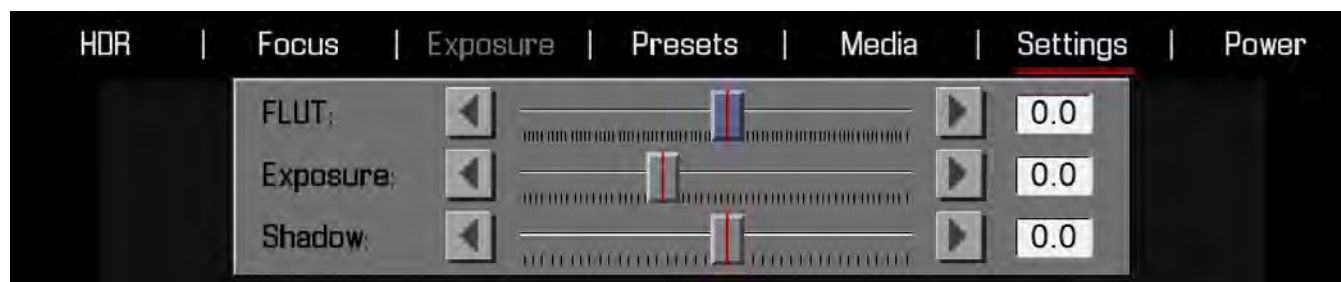 HDR | Focus | Exposure | Presets | Media | Settings | Power
FLUT: 0.0
Exposure: 0.0
Shadow: 0.0